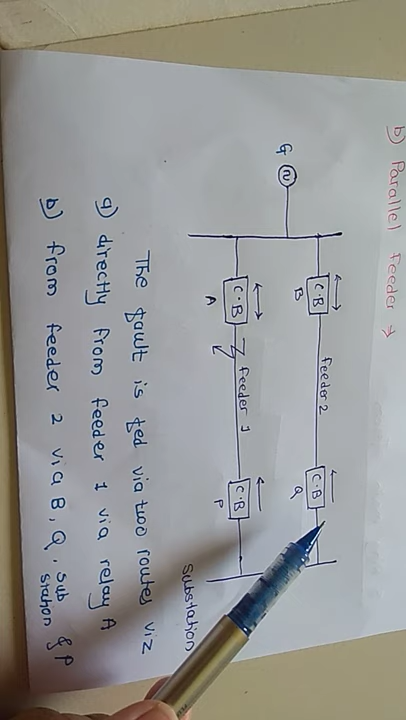 b) Parallel feeder →
G
~
C.B
B
feeder 2
C.B
Q
C.B
A
feeder 1
C.B
P
Substation
The fault is fed via two routes viz
a) directly from feeder 1 via relay A
b) from feeder 2 via B, Q, sub station & P